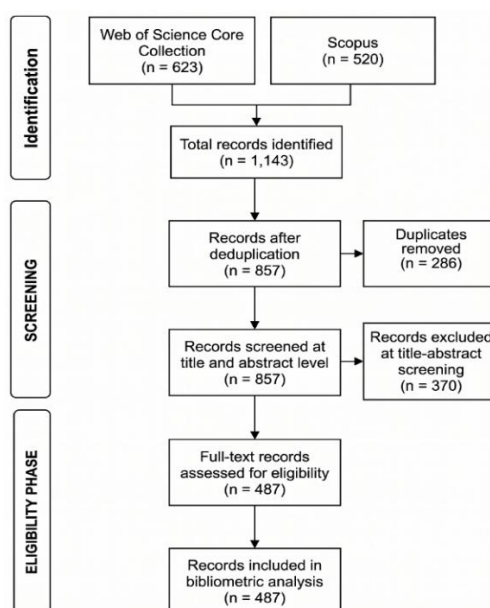 Identification
Web of Science Core
Collection
(n = 623)
Scopus
(n = 520)
Total records identified
(n = 1,143)
SCREENING
Records after
deduplication
(n = 857)
Duplicates
removed
(n = 286)
Records screened at
title and abstract level
(n = 857)
Records excluded
at title-abstract
screening
(n = 370)
ELIGIBILITY PHASE
Full-text records
assessed for eligibility
(n = 487)
Records included in
bibliometric analysis
(n = 487)